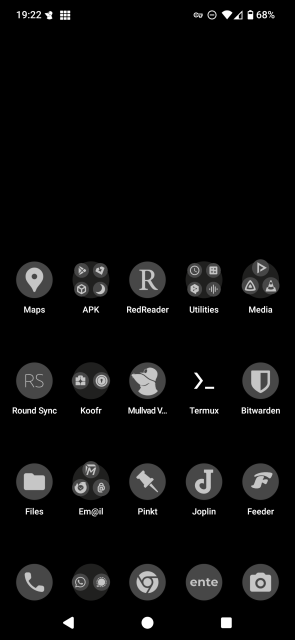 19:22 68%
R
Maps APK RedReader Utilities Media
RS
Round Sync Koofr Mullvad V... Termux Bitwarden
Files Em@il Pinkt Joplin Feeder
ente